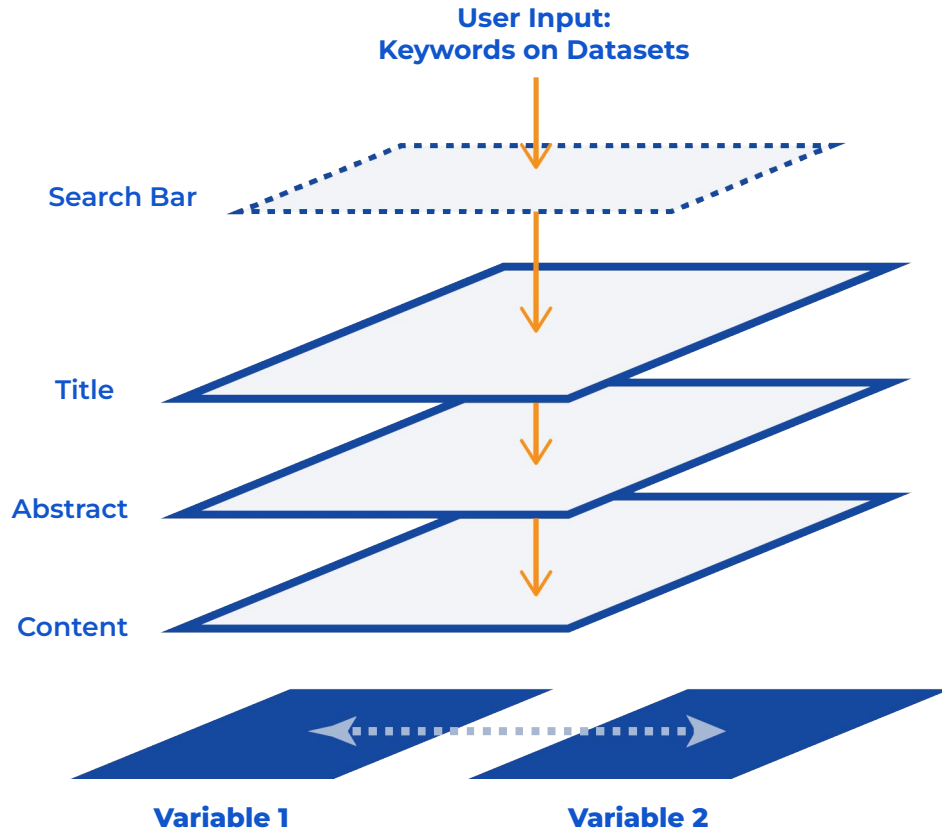 User Input:
Keywords on Datasets
Search Bar
Title
Abstract
Content
Variable 1
Variable 2